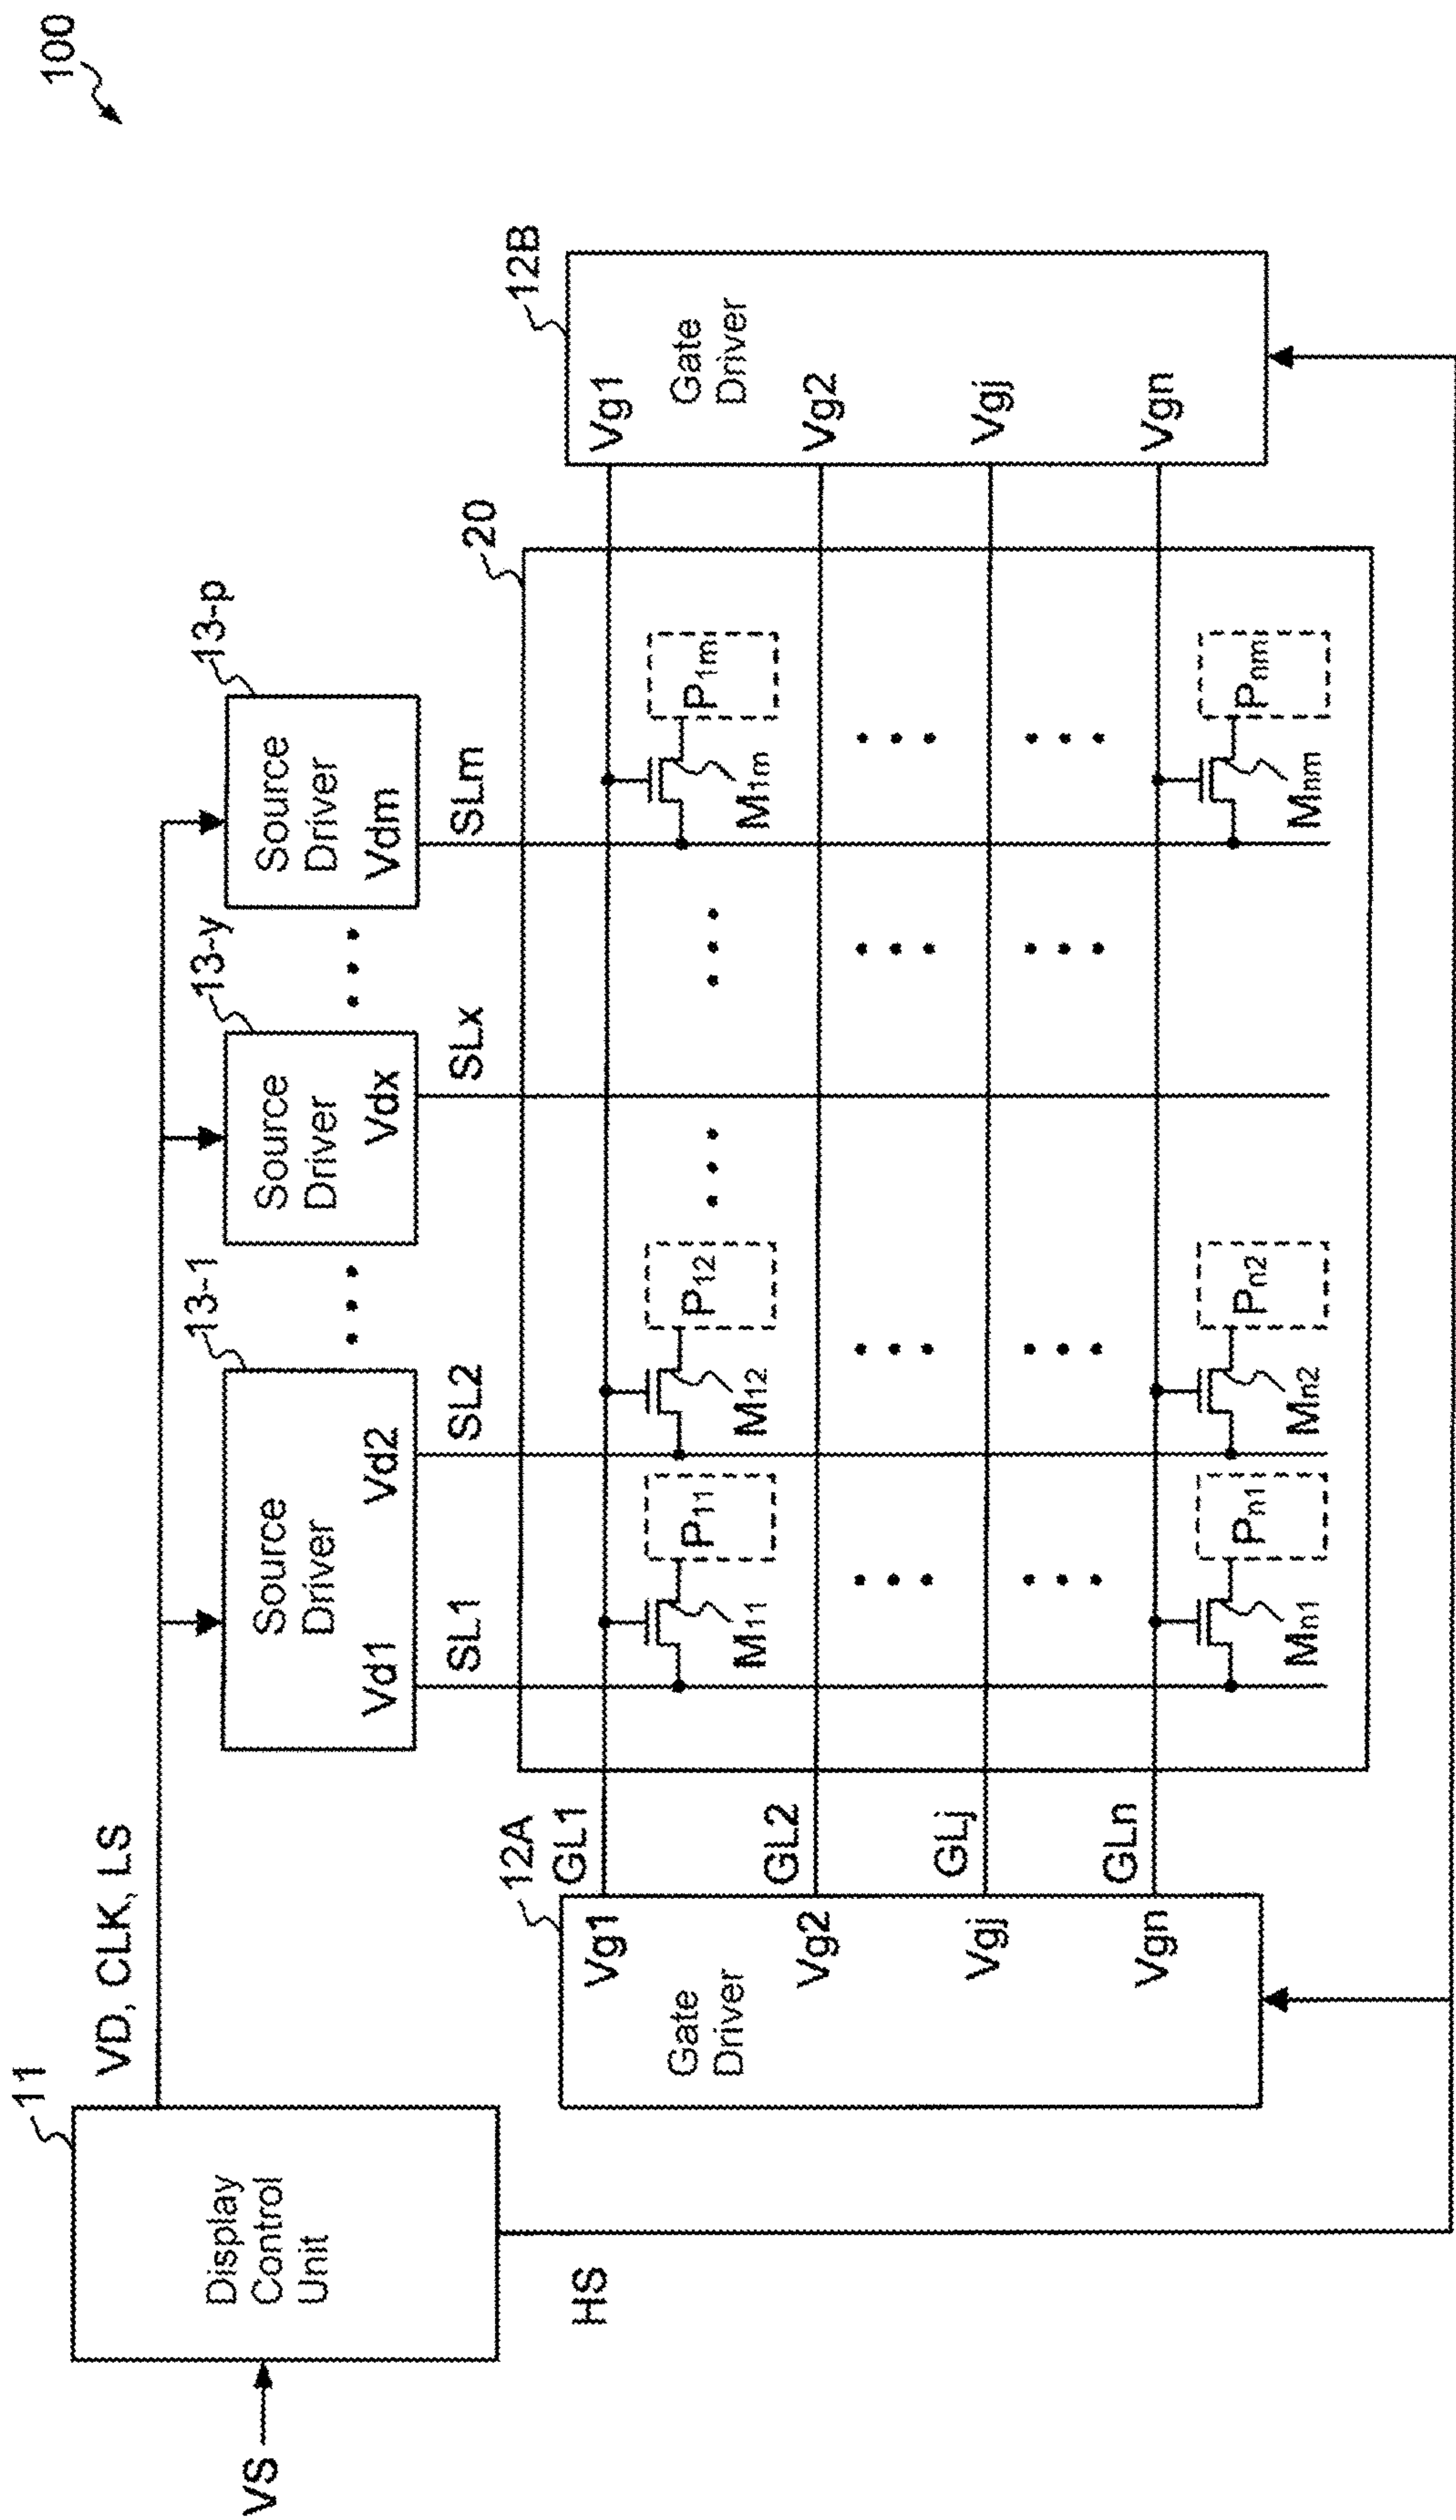 100
VS
Display
Control
Unit
11
VD, CLK, LS
HS
Source
Driver
Vd1
Vd2
13-1
Source
Driver
Vdx
13-y
Source
Driver
Vdm
13-p
SL1
SL2
SLx
SLm
20
Gate
Driver
12A
Vg1
Vg2
Vgj
Vgn
GL1
GL2
GLj
GLn
Gate
Driver
12B
Vg1
Vg2
Vgj
Vgn
P11
P12
P1m
M11
M12
M1m
Pn1
Pn2
Pnm
Mn1
Mn2
Mnm